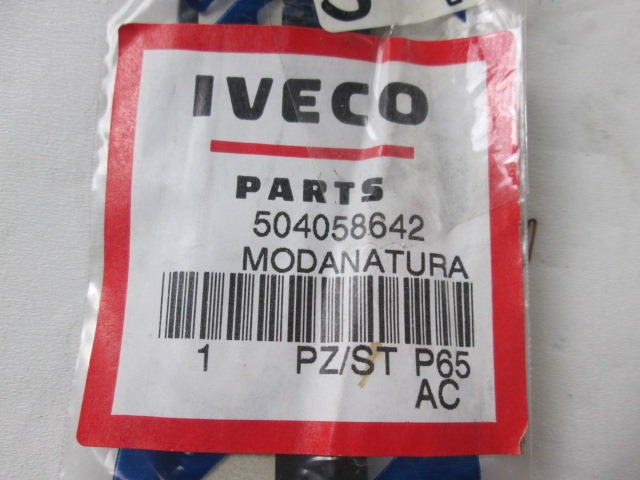 IVECO
PARTS
504058642
MODANATURA
1 PZ/ST P65
AC